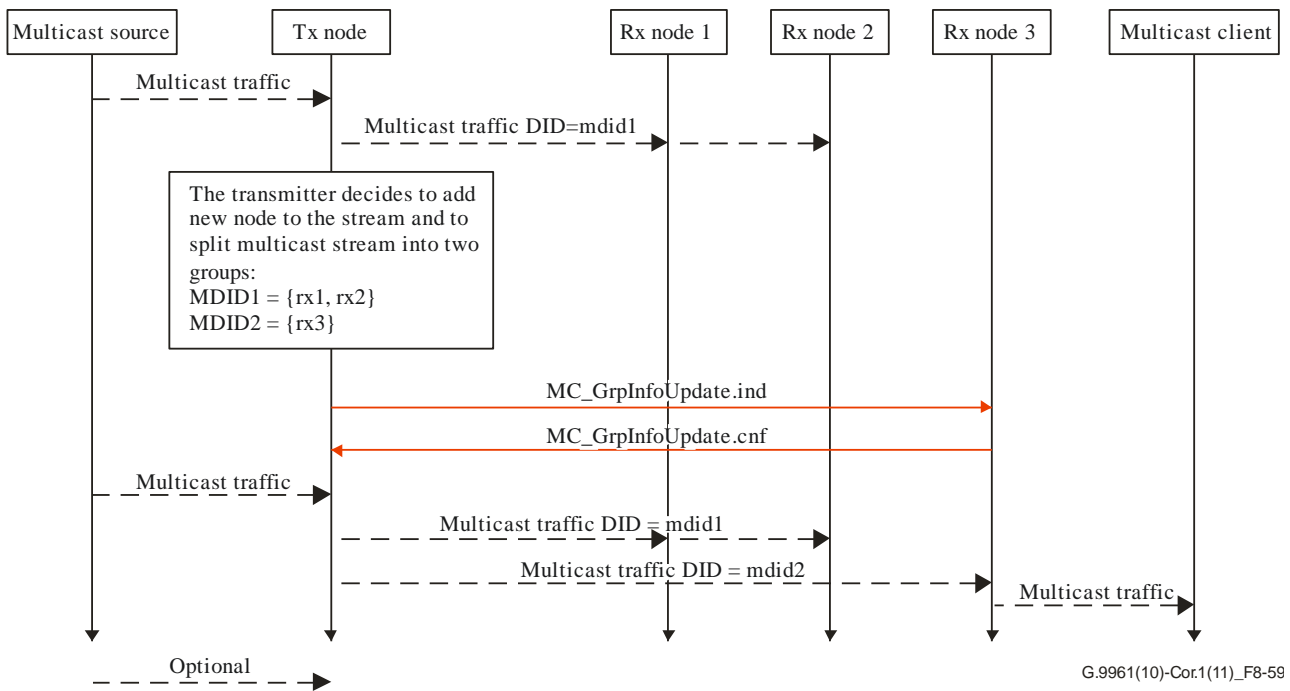 Multicast source
Tx node
Rx node 1
Rx node 2
Rx node 3
Multicast client
Multicast traffic
Multicast traffic DID=mdid1
The transmitter decides to add
new node to the stream and to
split multicast stream into two
groups:
MDID1 = {rx1, rx2}
MDID2 = {rx3}
MC_GrpInfoUpdate.ind
MC_GrpInfoUpdate.cnf
Multicast traffic
Multicast traffic DID = mdid1
Multicast traffic DID = mdid2
Multicast traffic
Optional
G.9961(10)-Cor.1(11)_F8-59